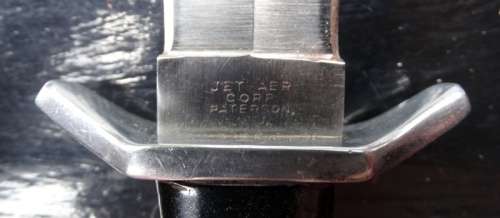 JET AER
CORP.
PATERSON,